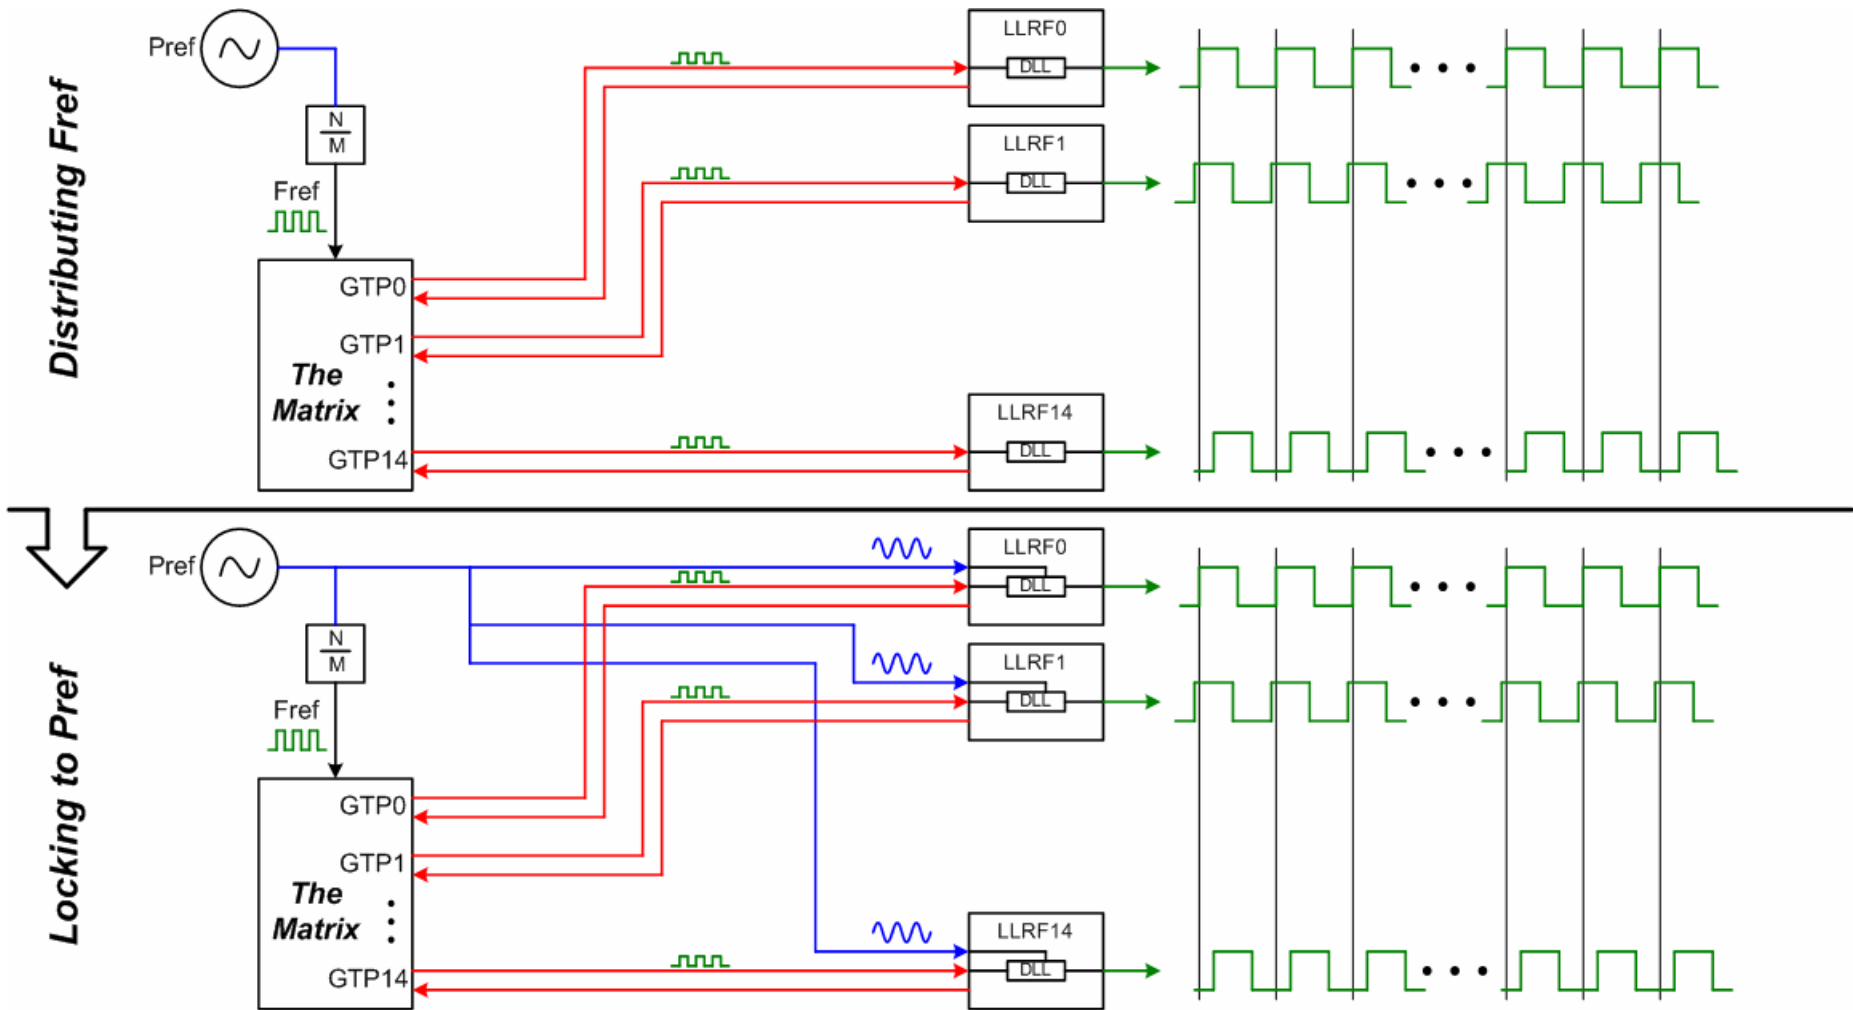 Distributing Fref
Pref
N
M
Fref
GTP0
GTP1
The
Matrix
GTP14
LLRF0
DLL
LLRF1
DLL
LLRF14
DLL
Locking to Pref
Pref
N
M
Fref
GTP0
GTP1
The
Matrix
GTP14
LLRF0
DLL
LLRF1
DLL
LLRF14
DLL